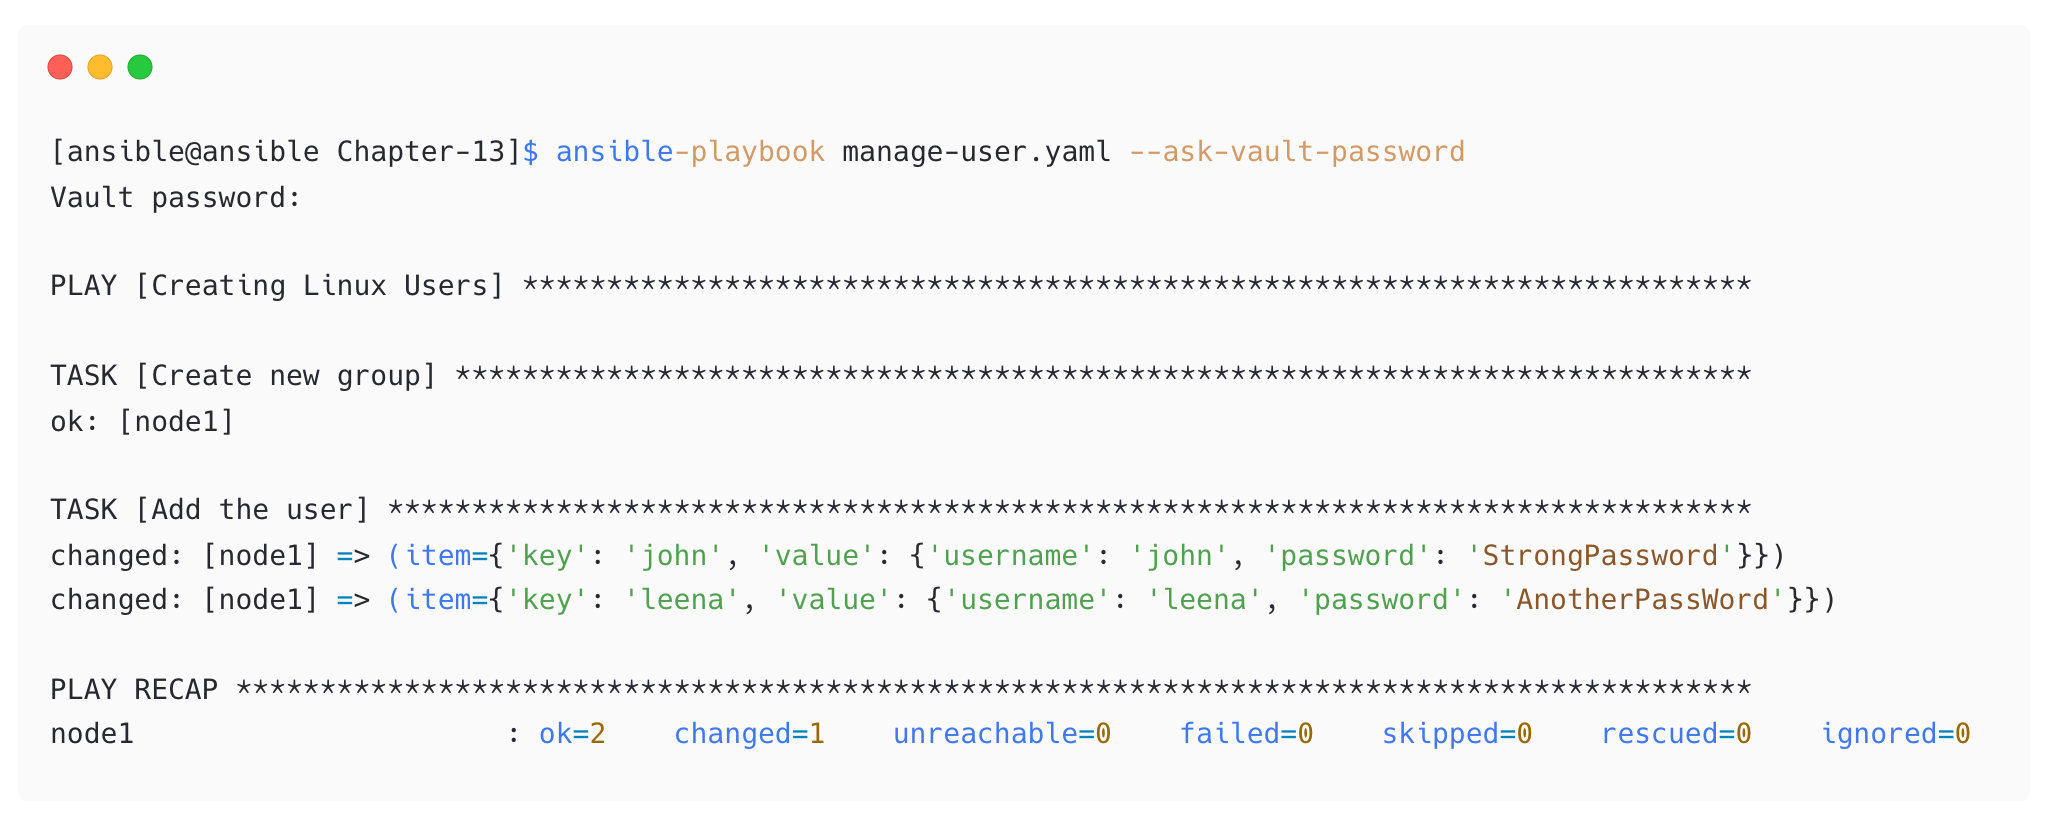 [ansible@ansible Chapter-13]$ ansible-playbook manage-user.yaml --ask-vault-password
Vault password:
PLAY [Creating Linux Users] *************************************************************************
TASK [Create new group] *****************************************************************************
ok: [node1]
TASK [Add the user] *********************************************************************************
changed: [node1] => (item={'key': 'john', 'value': {'username': 'john', 'password': 'StrongPassword'}})
changed: [node1] => (item={'key': 'leena', 'value': {'username': 'leena', 'password': 'AnotherPassWord'}})
PLAY RECAP ******************************************************************************************
node1                      : ok=2    changed=1    unreachable=0    failed=0    skipped=0    rescued=0    ignored=0